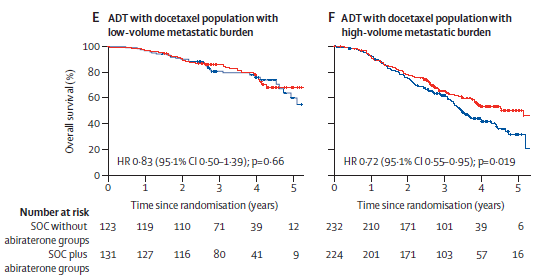 E ADT with docetaxel population with
low-volume metastatic burden
F ADT with docetaxel population with
high-volume metastatic burden
Overall survival (%)
100
80
60
40
20
0
HR 0·83 (95·1% CI 0·50–1·39); p=0·66
HR 0·72 (95·1% CI 0·55–0·95); p=0·019
0 1 2 3 4 5
0 1 2 3 4 5
Time since randomisation (years)
Time since randomisation (years)
Number at risk
SOC without 123 119 110 71 39 12 232 210 171 101 39 6
abiraterone groups
SOC plus 131 127 116 80 41 9 224 201 171 103 57 16
abiraterone groups